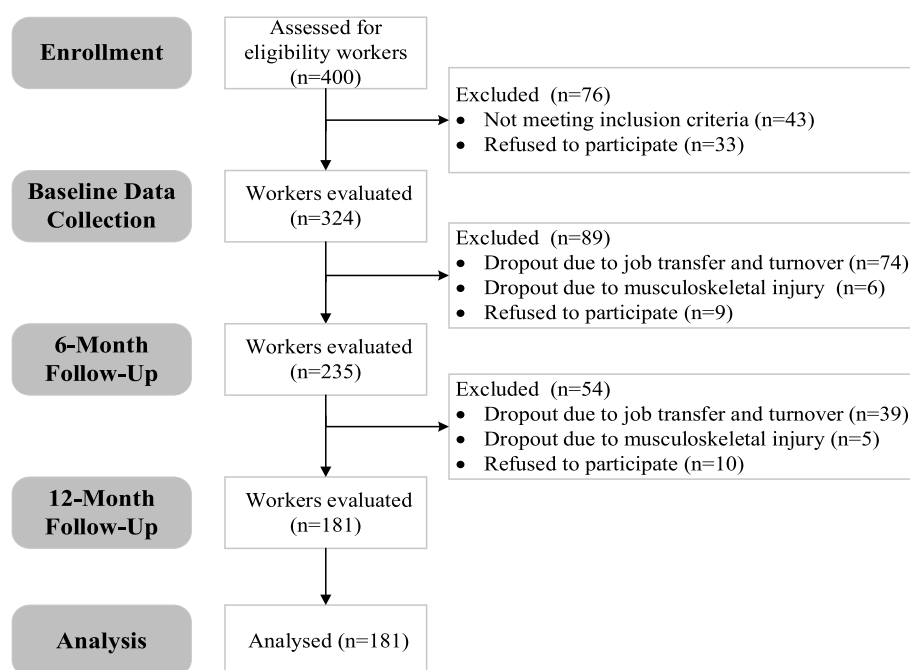 Enrollment
Assessed for
eligibility workers
(n=400)
Excluded (n=76)
• Not meeting inclusion criteria (n=43)
• Refused to participate (n=33)
Baseline Data
Collection
Workers evaluated
(n=324)
Excluded (n=89)
• Dropout due to job transfer and turnover (n=74)
• Dropout due to musculoskeletal injury (n=6)
• Refused to participate (n=9)
6-Month
Follow-Up
Workers evaluated
(n=235)
Excluded (n=54)
• Dropout due to job transfer and turnover (n=39)
• Dropout due to musculoskeletal injury (n=5)
• Refused to participate (n=10)
12-Month
Follow-Up
Workers evaluated
(n=181)
Analysis
Analysed (n=181)